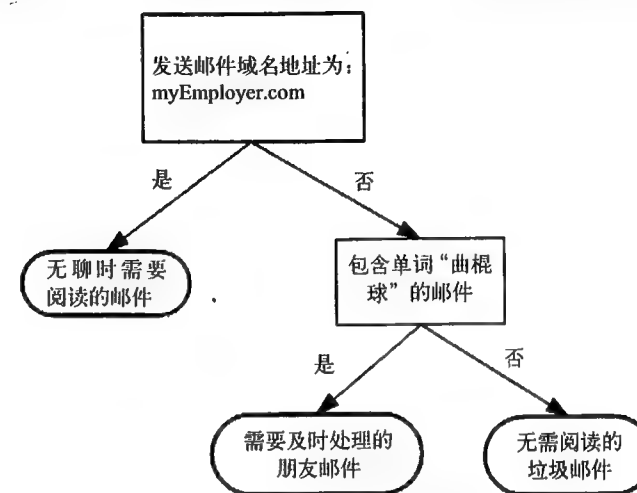 发送邮件域名地址为：
myEmployer.com
是
否
无聊时需要
阅读的邮件
包含单词“曲棍
球”的邮件
是
否
需要及时处理的
朋友邮件
无需阅读的
垃圾邮件